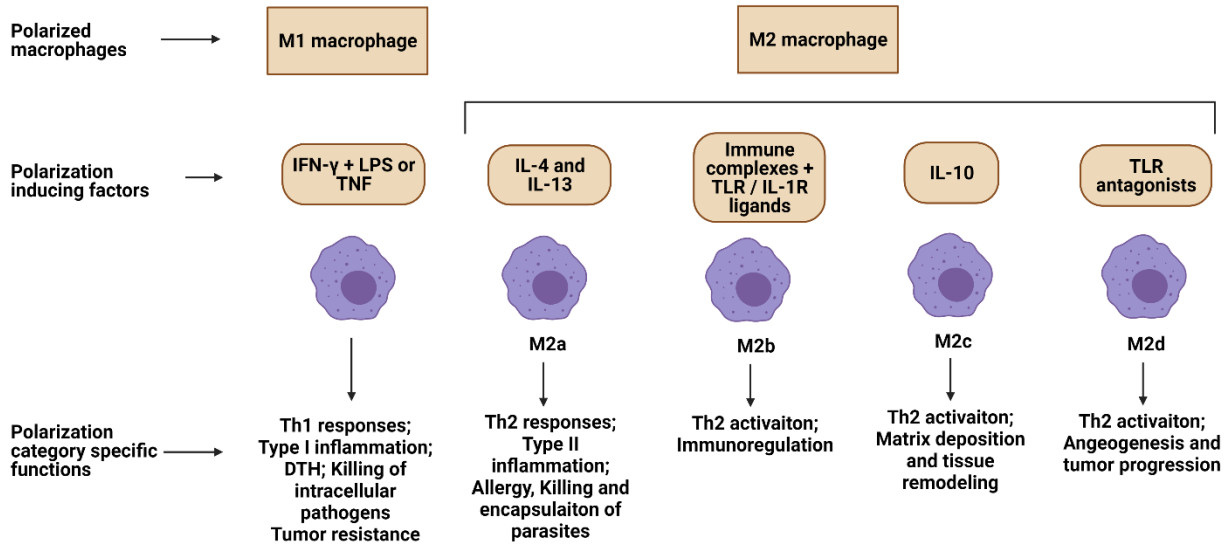 Polarized
macrophages
M1 macrophage
M2 macrophage
Polarization
inducing factors
IFN-γ + LPS or
TNF
IL-4 and
IL-13
Immune
complexes +
TLR / IL-1R
ligands
IL-10
TLR
antagonists
M2a
M2b
M2c
M2d
Polarization
category specific
functions
Th1 responses;
Type I inflammation;
DTH; Killing of
intracellular
pathogens
Tumor resistance
Th2 responses;
Type II
inflammation;
Allergy, Killing and
encapsulaiton of
parasites
Th2 activaiton;
Immunoregulation
Th2 activaiton;
Matrix deposition
and tissue
remodeling
Th2 activaiton;
Angeogenesis and
tumor progression